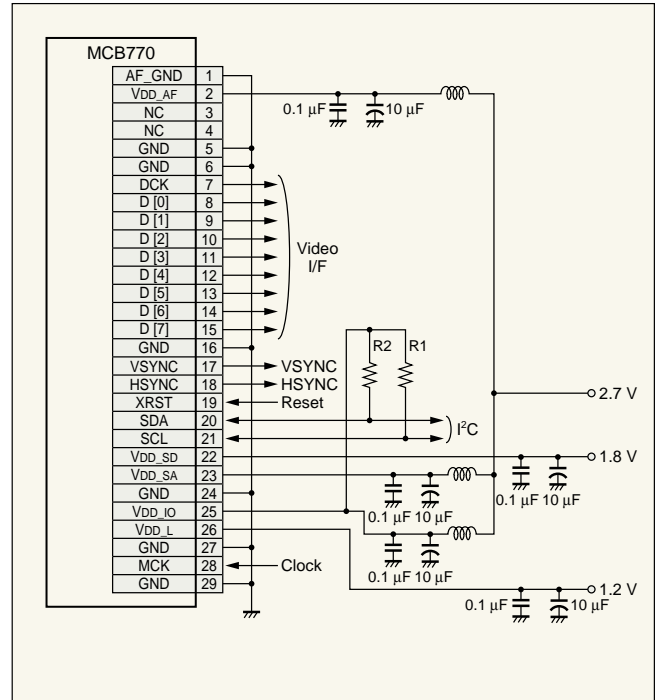 MCB770
AF_GND 1
VDD_AF 2
0.1 µF 10 µF
NC 3
NC 4
GND 5
GND 6
DCK 7
D [0] 8
D [1] 9
D [2] 10
D [3] 11
D [4] 12
D [5] 13
D [6] 14
D [7] 15
Video
I/F
GND 16
R2 R1
VSYNC 17 VSYNC
HSYNC 18 HSYNC
2.7 V
XRST 19 Reset
SDA 20
I²C
SCL 21
VDD_SD 22
1.8 V
VDD_SA 23
0.1 µF 10 µF
GND 24
0.1 µF 10 µF
VDD_IO 25
VDD_L 26
GND 27
MCK 28 Clock
0.1 µF 10 µF
GND 29
1.2 V
0.1 µF 10 µF